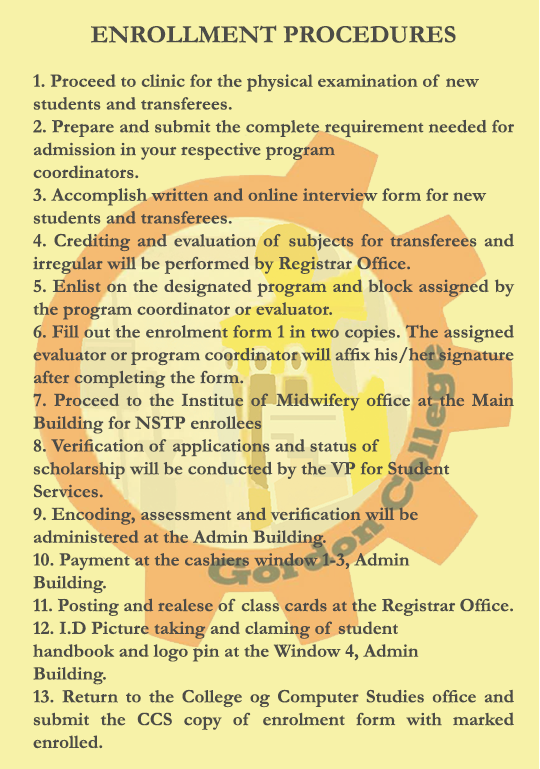 ENROLLMENT PROCEDURES
1. Proceed to clinic for the physical examination of new
students and transferees.
2. Prepare and submit the complete requirement needed for
admission in your respective program
coordinators.
3. Accomplish written and online interview form for new
students and transferees.
4. Crediting and evaluation of subjects for transferees and
irregular will be performed by Registrar Office.
5. Enlist on the designated program and block assigned by
the program coordinator or evaluator.
6. Fill out the enrolment form 1 in two copies. The assigned
evaluator or program coordinator will affix his/her signature
after completing the form.
7. Proceed to the Institue of Midwifery office at the Main
Building for NSTP enrollees
8. Verification of applications and status of
scholarship will be conducted by the VP for Student
Services.
9. Encoding, assessment and verification will be
administered at the Admin Building.
10. Payment at the cashiers window 1-3, Admin
Building.
11. Posting and realese of class cards at the Registrar Office.
12. I.D Picture taking and claming of student
handbook and logo pin at the Window 4, Admin
Building.
13. Return to the College og Computer Studies office and
submit the CCS copy of enrolment form with marked
enrolled.
Gordon College